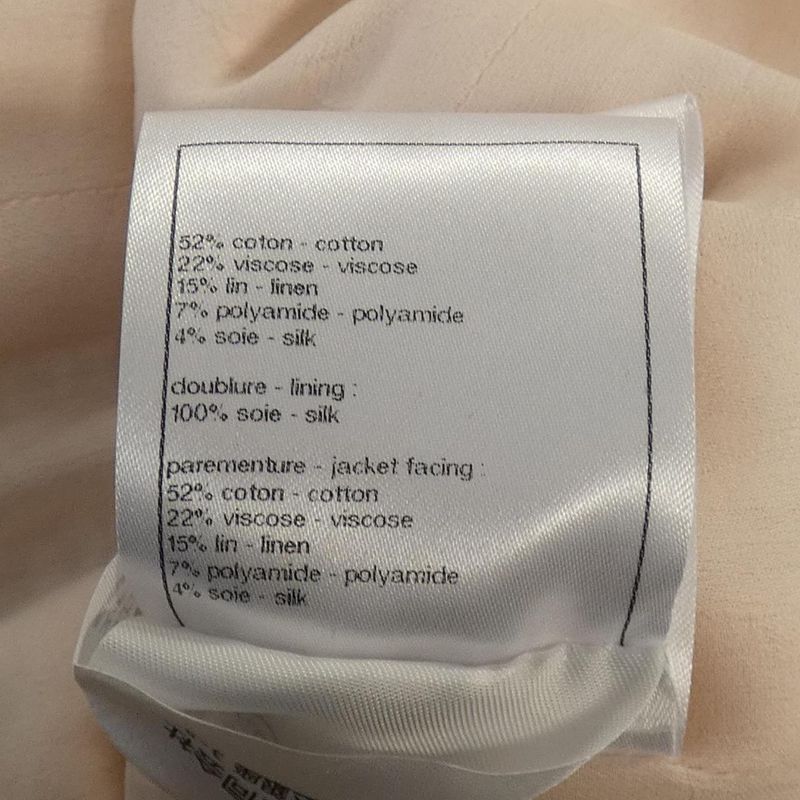 52% coton - cotton
22% viscose - viscose
15% lin - linen
7% polyamide - polyamide
4% soie - silk
doublure - lining :
100% soie - silk
parementure - jacket facing :
52% coton - cotton
22% viscose - viscose
15% lin - linen
7% polyamide - polyamide
4% soie - silk